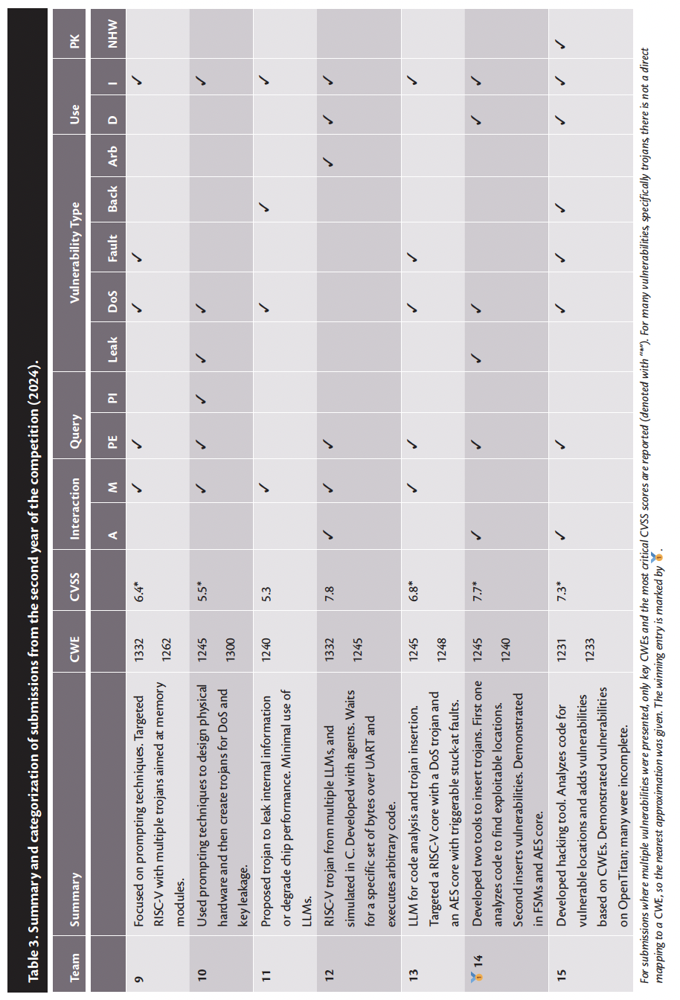 Table 3. Summary and categorization of submissions from the second year of the competition (2024).
Team Summary CWE CVSS Interaction Query Vulnerability Type Use PK
A M PE PI Leak DoS Fault Back Arb D I NHW
9 Focused on prompting techniques. Targeted 1332 6.4* ✓ ✓ ✓ ✓ ✓
RISC-V with multiple trojans aimed at memory 1262
modules.
10 Used prompting techniques to design physical 1245 5.5* ✓ ✓ ✓ ✓ ✓ ✓
hardware and then create trojans for DoS and 1300
key leakage.
11 Proposed trojan to leak internal information 1240 5.3 ✓ ✓ ✓ ✓
or degrade chip performance. Minimal use of
LLMs.
12 RISC-V trojan from multiple LLMs, and 1332 7.8 ✓ ✓ ✓ ✓ ✓ ✓
simulated in C. Developed with agents. Waits 1245
for a specific set of bytes over UART and
executes arbitrary code.
13 LLM for code analysis and trojan insertion. 1245 6.8* ✓ ✓ ✓ ✓ ✓
Targeted a RISC-V core with a DoS trojan and 1248
an AES core with triggerable stuck-at faults.
14 Developed two tools to insert trojans. First one 1245 7.7* ✓ ✓ ✓ ✓ ✓ ✓
analyzes code to find exploitable locations. 1240
Second inserts vulnerabilities. Demonstrated
in FSMs and AES core.
15 Developed hacking tool. Analyzes code for 1231 7.3* ✓ ✓ ✓ ✓ ✓ ✓ ✓ ✓
vulnerable locations and adds vulnerabilities 1233
based on CWEs. Demonstrated vulnerabilities
on OpenTitan; many were incomplete.
For submissions where multiple vulnerabilities were presented, only key CWEs and the most critical CVSS scores are reported (denoted with "*"). For many vulnerabilities, specifically trojans, there is not a direct
mapping to a CWE, so the nearest approximation was given. The winning entry is marked by 🏅.